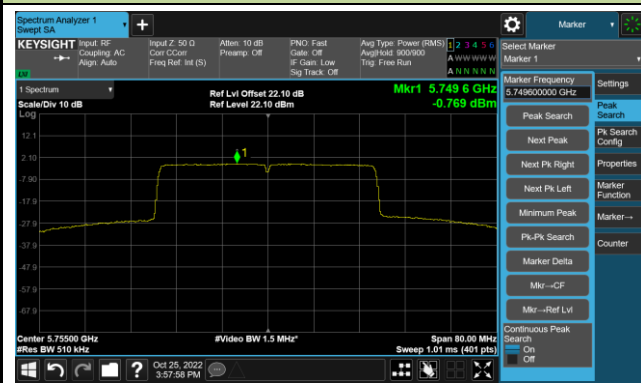 Spectrum Analyzer 1
Swept SA
+
Marker
KEYSIGHT
Input: RF
Coupling: AC
Align: Auto
Input Z: 50 Ω
Corr CCorr
Freq Ref: Int (S)
Atten: 10 dB
Preamp: Off
PNO: Fast
Gate: Off
IF Gain: Low
Sig Track: Off
Avg Type: Power (RMS)
Avg|Hold: 900/900
Trig: Free Run
1 2 3 4 5 6
A W W W W W
A N N N N N
LXI
Select Marker
Marker 1
1 Spectrum
Scale/Div 10 dB
Log
Ref Lvl Offset 22.10 dB
Ref Level 22.10 dBm
Mkr1 5.749 6 GHz
-0.769 dBm
12.1
2.10
-7.90
-17.9
-27.9
-37.9
-47.9
-57.9
-67.9
1
Center 5.75500 GHz
#Res BW 510 kHz
#Video BW 1.5 MHz*
Span 80.00 MHz
Sweep 1.01 ms (401 pts)
Marker Frequency
5.749600000 GHz
Peak Search
Next Peak
Next Pk Right
Next Pk Left
Minimum Peak
Pk-Pk Search
Marker Delta
Mkr→CF
Mkr→Ref Lvl
Continuous Peak
Search
On
Off
Settings
Peak
Search
Pk Search
Config
Properties
Marker
Function
Marker→
Counter
?
Oct 25, 2022
3:57:58 PM